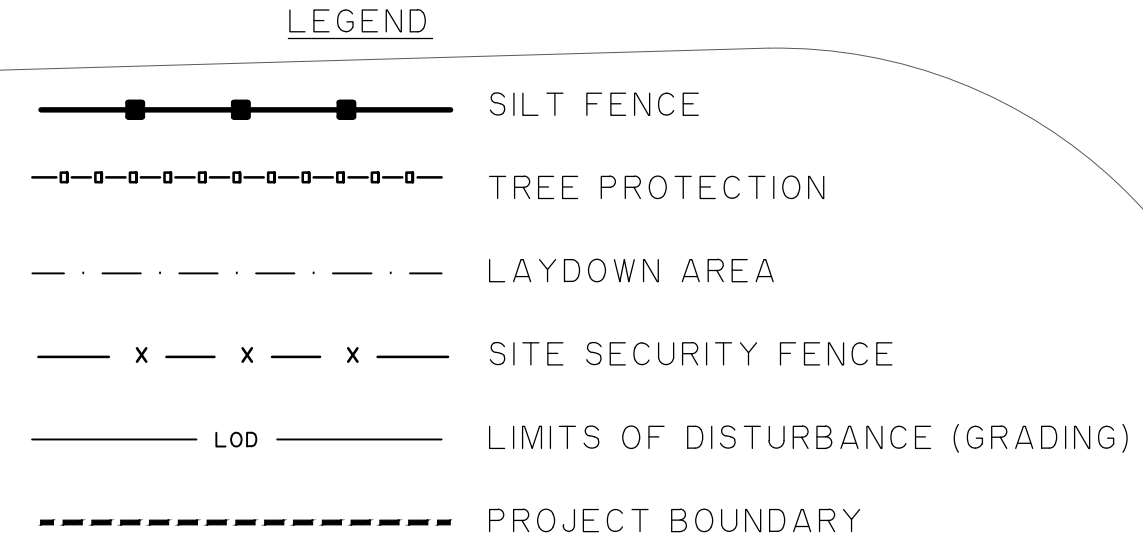 LEGEND
SILT FENCE
TREE PROTECTION
LAYDOWN AREA
X X X SITE SECURITY FENCE
LOD LIMITS OF DISTURBANCE (GRADING)
PROJECT BOUNDARY